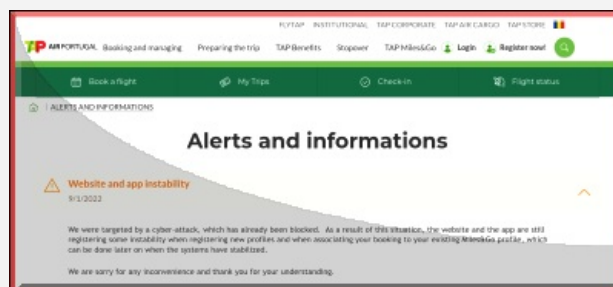 FLYTAP INSTITUTIONAL TAP CORPORATE TAP AIR CARGO TAP STORE
TAP AIR PORTUGAL Booking and managing Preparing the trip TAP Benefits Stopover TAP Miles&Go Login Register now!
Book a flight My Trips Check-in Flight status
| ALERTS AND INFORMATIONS
Alerts and informations
Website and app instability
9/1/2022
We were targeted by a cyber-attack, which has already been blocked. As a result of this situation, the website and the app are still
registering some instability when registering new profiles and when associating your booking to your existing Miles&Go profile, which
can be done later on when the systems have stabilized.
We are sorry for any inconvenience and thank you for your understanding.